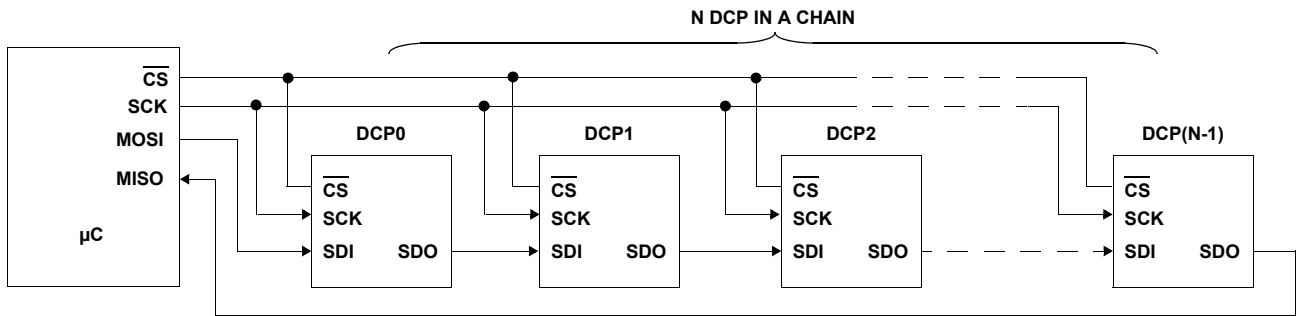 N DCP IN A CHAIN
CS
SCK
MOSI
MISO
µC
DCP0
CS
SCK
SDI SDO
DCP1
CS
SCK
SDI SDO
DCP2
CS
SCK
SDI SDO
DCP(N-1)
CS
SCK
SDI SDO